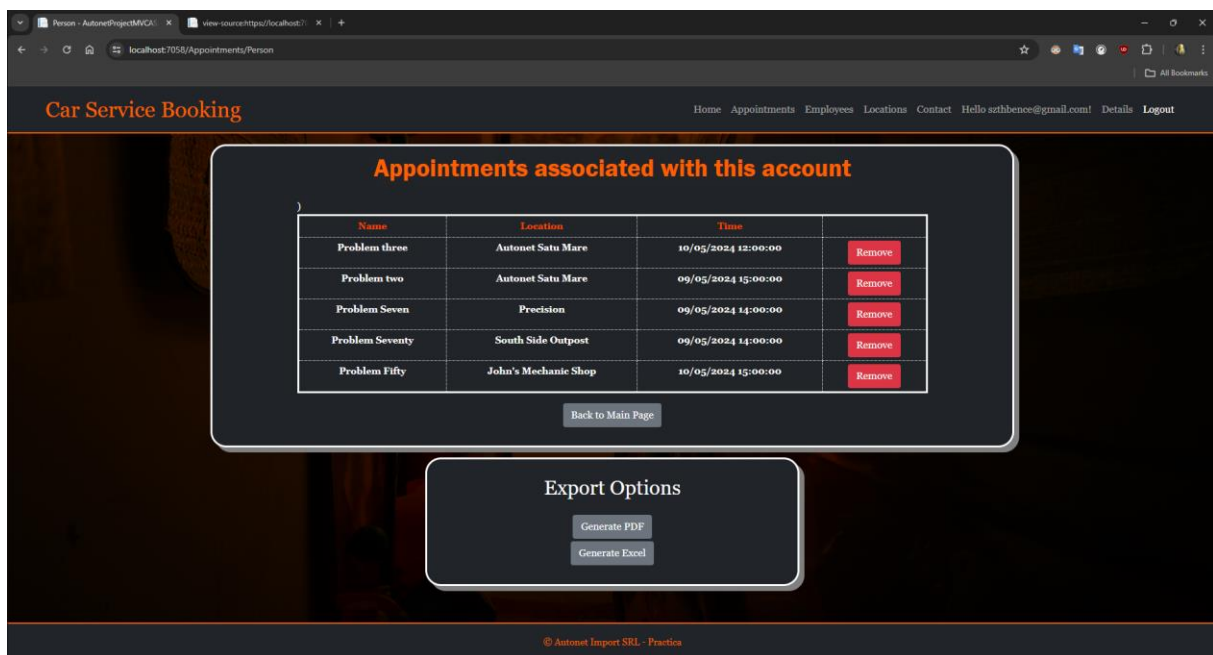 Person - AutonetProjectMVCAS
view-source:https://localhost:7
localhost:7058/Appointments/Person
All Bookmarks
Car Service Booking
Home Appointments Employees Locations Contact Hello szthbence@gmail.com! Details Logout
Appointments associated with this account
)
Name Location Time
Problem three Autonet Satu Mare 10/05/2024 12:00:00 Remove
Problem two Autonet Satu Mare 09/05/2024 15:00:00 Remove
Problem Seven Precision 09/05/2024 14:00:00 Remove
Problem Seventy South Side Outpost 09/05/2024 14:00:00 Remove
Problem Fifty John's Mechanic Shop 10/05/2024 15:00:00 Remove
Back to Main Page
Export Options
Generate PDF
Generate Excel
© Autonet Import SRL - Practica